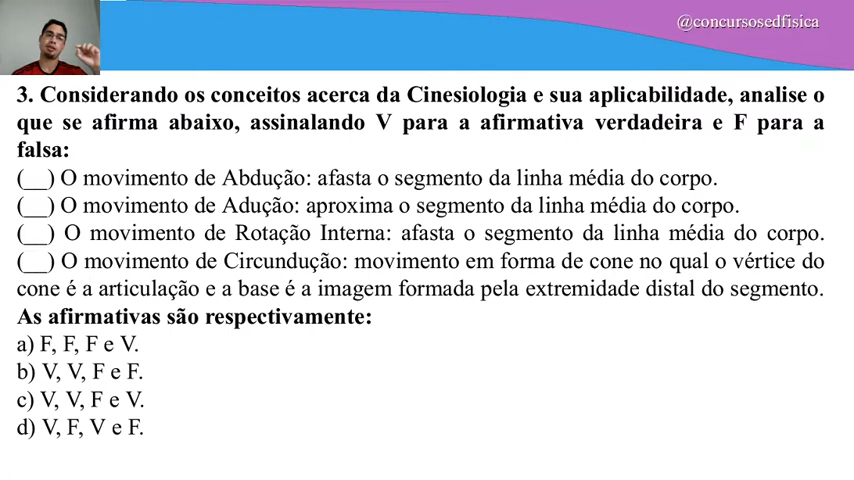 @concursosedfisica
3. Considerando os conceitos acerca da Cinesiologia e sua aplicabilidade, analise o
que se afirma abaixo, assinalando V para a afirmativa verdadeira e F para a
falsa:
(__) O movimento de Abdução: afasta o segmento da linha média do corpo.
(__) O movimento de Adução: aproxima o segmento da linha média do corpo.
(__) O movimento de Rotação Interna: afasta o segmento da linha média do corpo.
(__) O movimento de Circundução: movimento em forma de cone no qual o vértice do
cone é a articulação e a base é a imagem formada pela extremidade distal do segmento.
As afirmativas são respectivamente:
a) F, F, F e V.
b) V, V, F e F.
c) V, V, F e V.
d) V, F, V e F.